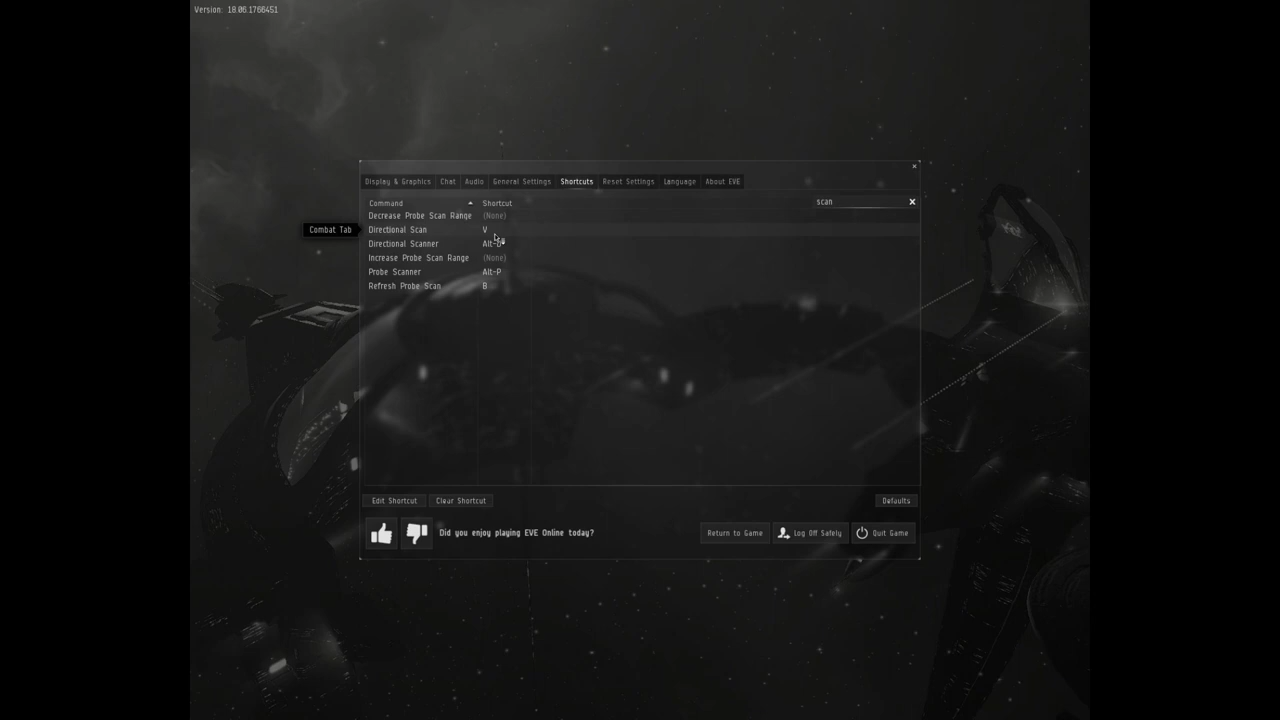 Version: 18.06.1766451
Display & Graphics Chat Audio General Settings Shortcuts Reset Settings Language About EVE
Command Shortcut scan
Decrease Probe Scan Range (None)
Combat Tab Directional Scan V
Directional Scanner Alt-D
Increase Probe Scan Range (None)
Probe Scanner Alt-P
Refresh Probe Scan B
Edit Shortcut Clear Shortcut Defaults
Did you enjoy playing EVE Online today? Return to Game Log Off Safely Quit Game